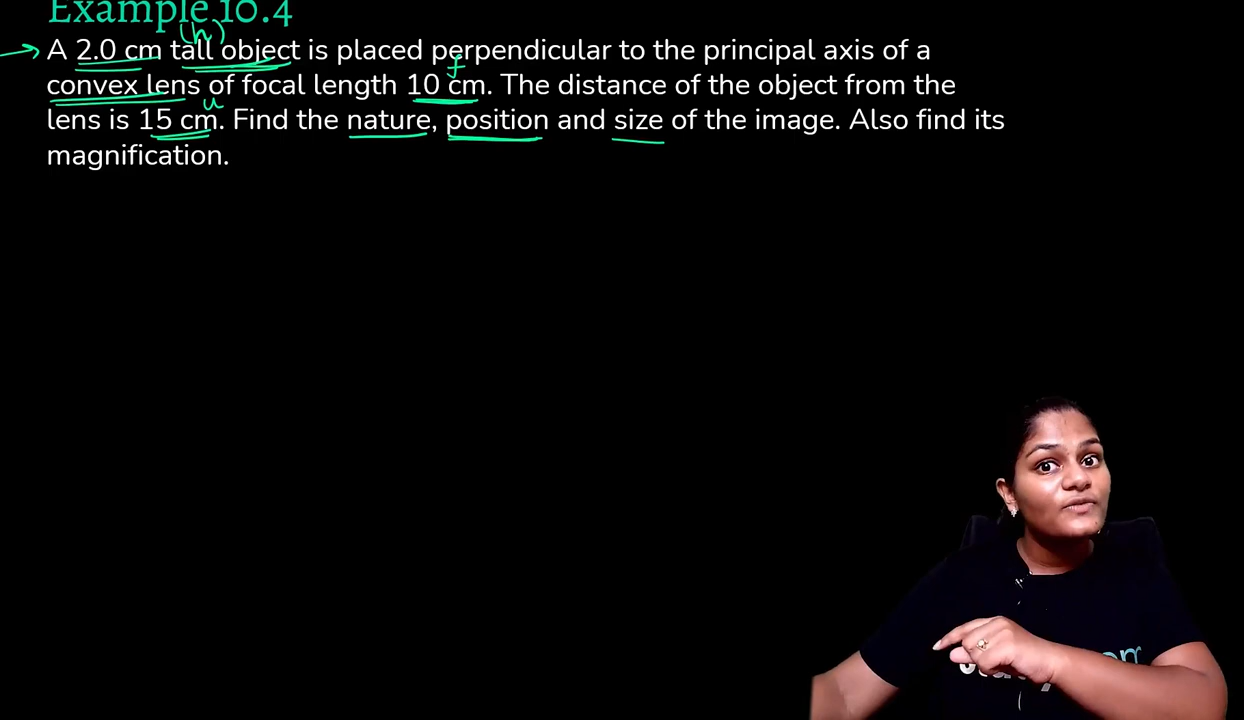 Example 10.4
(h)
A 2.0 cm tall object is placed perpendicular to the principal axis of a
f
convex lens of focal length 10 cm. The distance of the object from the
u
lens is 15 cm. Find the nature, position and size of the image. Also find its
magnification.